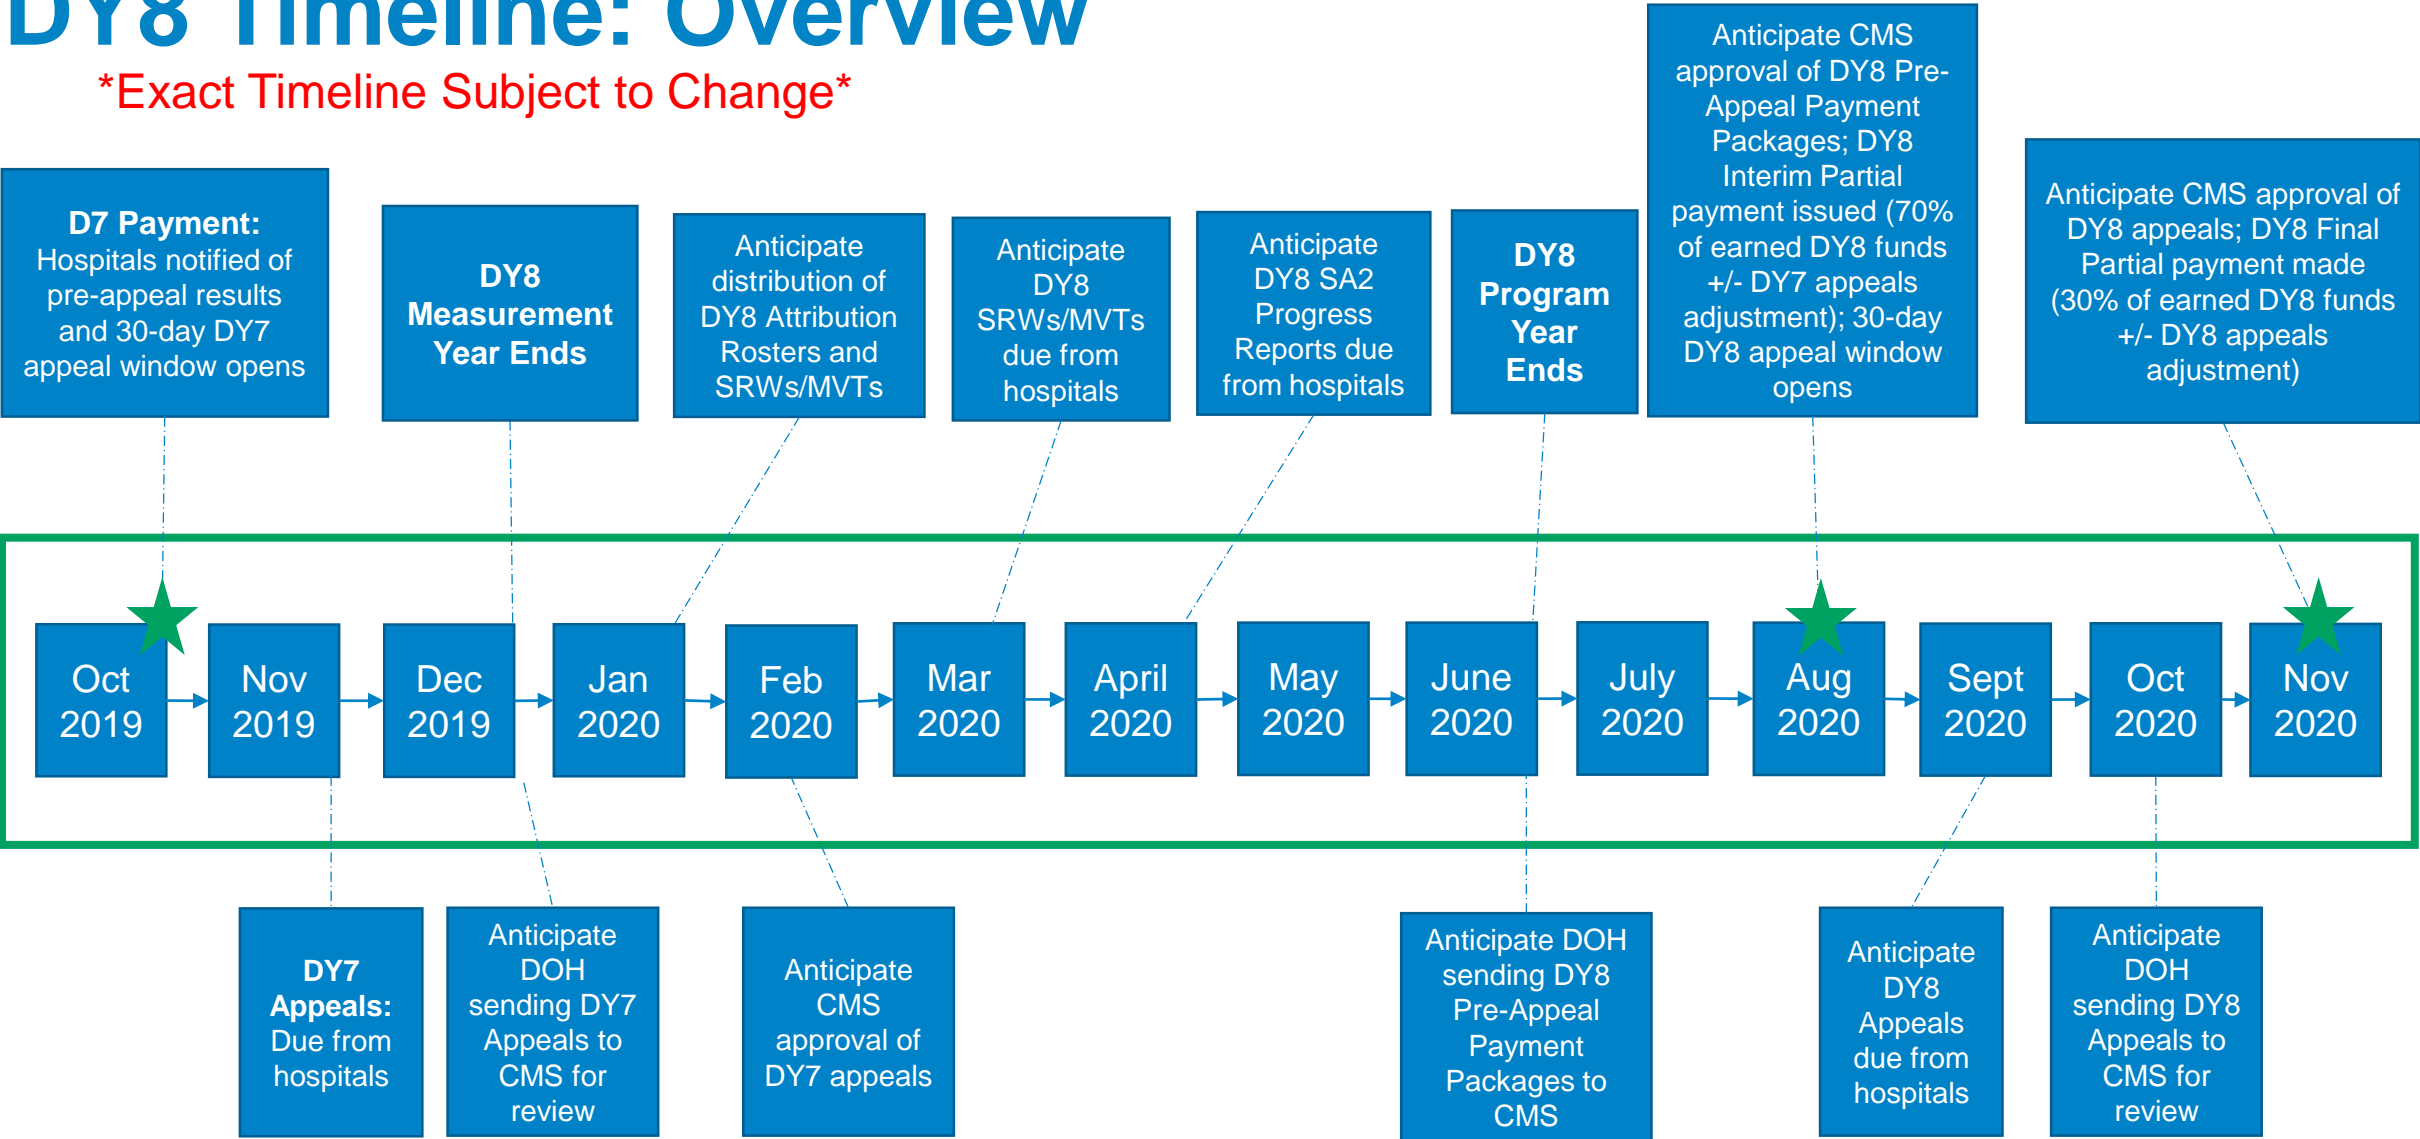 DY8 Timeline: Overview
*Exact Timeline Subject to Change*
D7 Payment:
Hospitals notified of
pre-appeal results
and 30-day DY7
appeal window opens
DY8
Measurement
Year Ends
Anticipate
distribution of
DY8 Attribution
Rosters and
SRWs/MVTs
Anticipate
DY8
SRWs/MVTs
due from
hospitals
Anticipate
DY8 SA2
Progress
Reports due
from hospitals
DY8
Program
Year
Ends
Anticipate CMS
approval of DY8 Pre-
Appeal Payment
Packages; DY8
Interim Partial
payment issued (70%
of earned DY8 funds
+/- DY7 appeals
adjustment); 30-day
DY8 appeal window
opens
Anticipate CMS approval of
DY8 appeals; DY8 Final
Partial payment made
(30% of earned DY8 funds
+/- DY8 appeals
adjustment)
Oct
2019
Nov
2019
Dec
2019
Jan
2020
Feb
2020
Mar
2020
April
2020
May
2020
June
2020
July
2020
Aug
2020
Sept
2020
Oct
2020
Nov
2020
DY7
Appeals:
Due from
hospitals
Anticipate
DOH
sending DY7
Appeals to
CMS for
review
Anticipate
CMS
approval of
DY7 appeals
Anticipate DOH
sending DY8
Pre-Appeal
Payment
Packages to
CMS
Anticipate
DY8
Appeals
due from
hospitals
Anticipate
DOH
sending DY8
Appeals to
CMS for
review